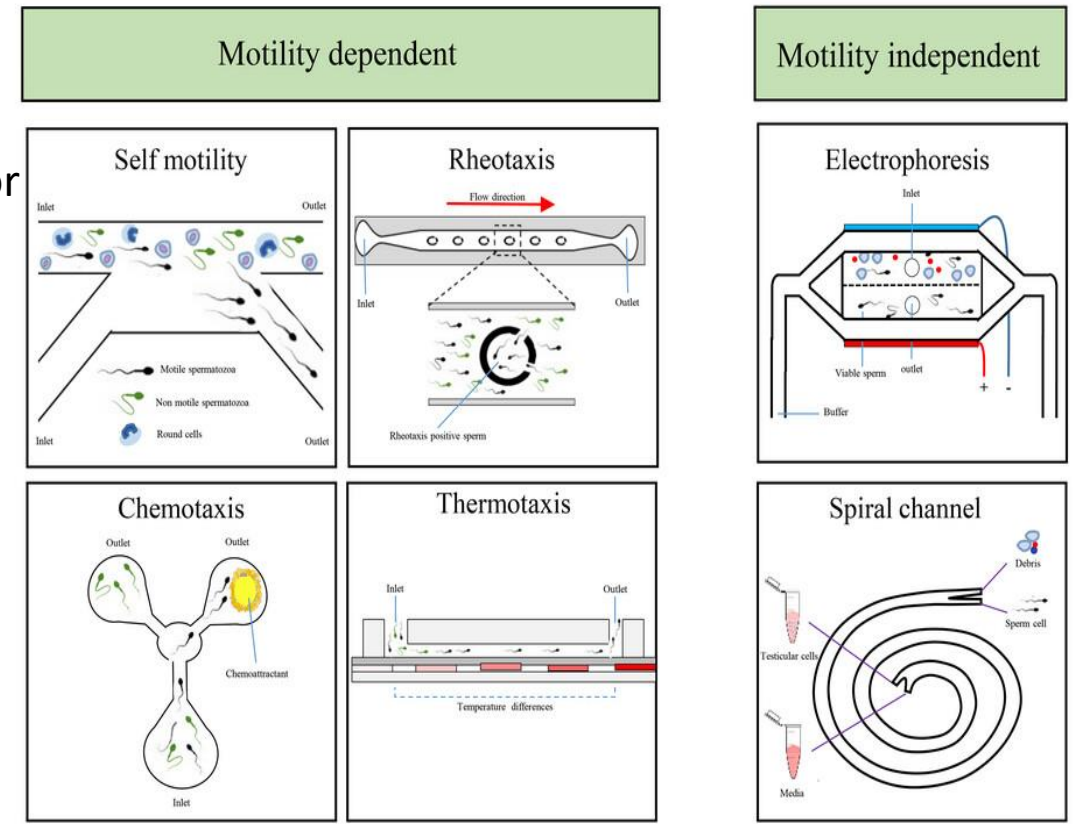 Motility dependent
Motility independent
or
Self motility
Inlet
Outlet
Motile spermatozoa
Non motile spermatozoa
Round cells
Inlet
Outlet
Rheotaxis
Flow direction
Inlet
Outlet
Rheotaxis positive sperm
Electrophoresis
Inlet
Viable sperm
outlet
+ -
Buffer
Chemotaxis
Outlet
Outlet
Chemoattractant
Inlet
Thermotaxis
Inlet
Outlet
Temperature differences
Spiral channel
Debris
Sperm cell
Testicular cells
Media